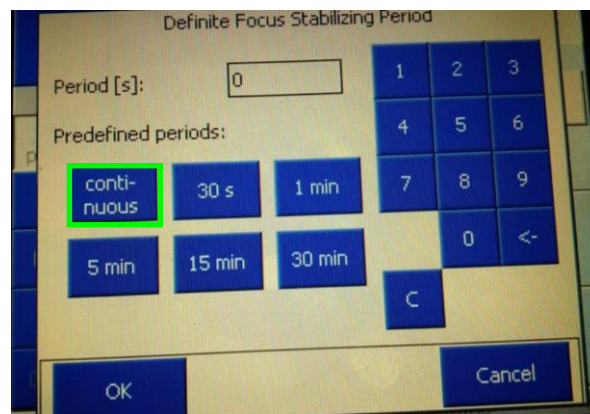 Definite Focus Stabilizing Period
Period [s]:
0
1
2
3
Predefined periods:
4
5
6
conti-
nuous
30 s
1 min
7
8
9
5 min
15 min
30 min
0
<-
C
OK
Cancel